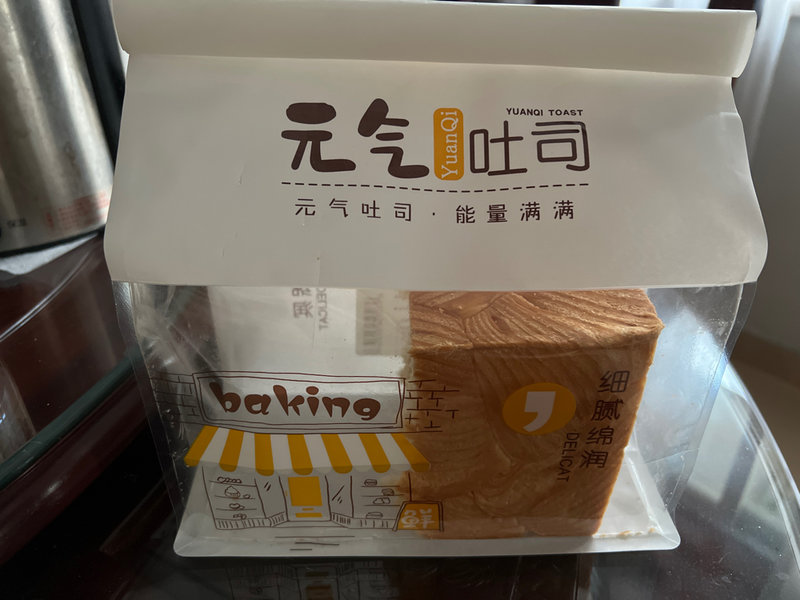 YUANQI TOAST
元气 YuanQi 吐司
元气吐司·能量满满
baking
细腻绵润
DELICAT
鲜
DELICAT